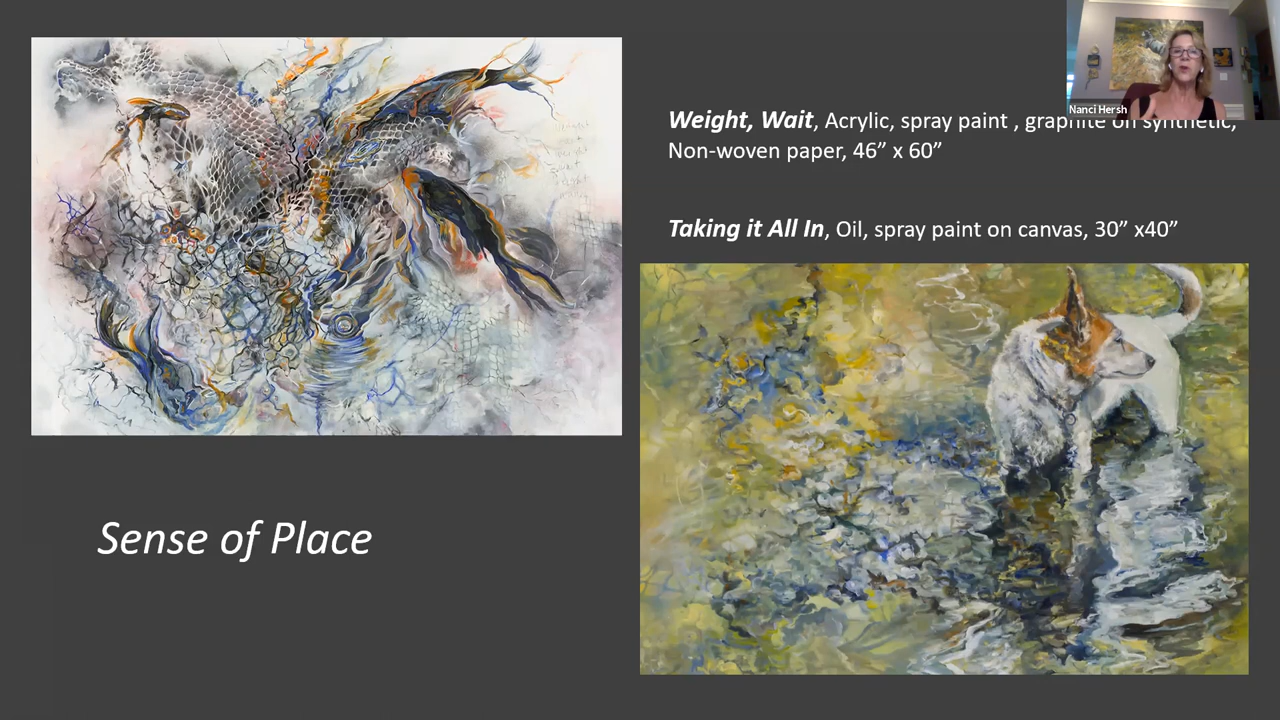 Nanci Hersh
Weight, Wait, Acrylic, spray paint , graphite on synthetic,
Non-woven paper, 46” x 60”
Taking it All In, Oil, spray paint on canvas, 30” x40”
Sense of Place